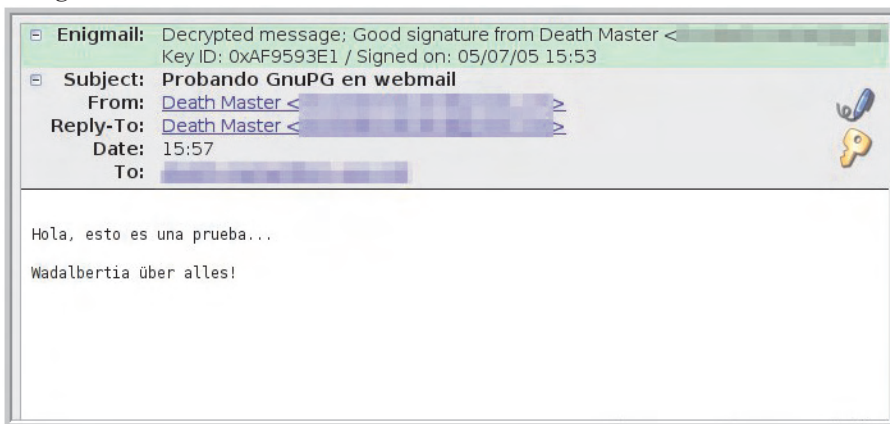 Enigmail: Decrypted message; Good signature from Death Master <
Key ID: 0xAF9593E1 / Signed on: 05/07/05 15:53
Subject: Probando GnuPG en webmail
From: Death Master < >
Reply-To: Death Master < >
Date: 15:57
To:
Hola, esto es una prueba...
Wadalbertia über alles!